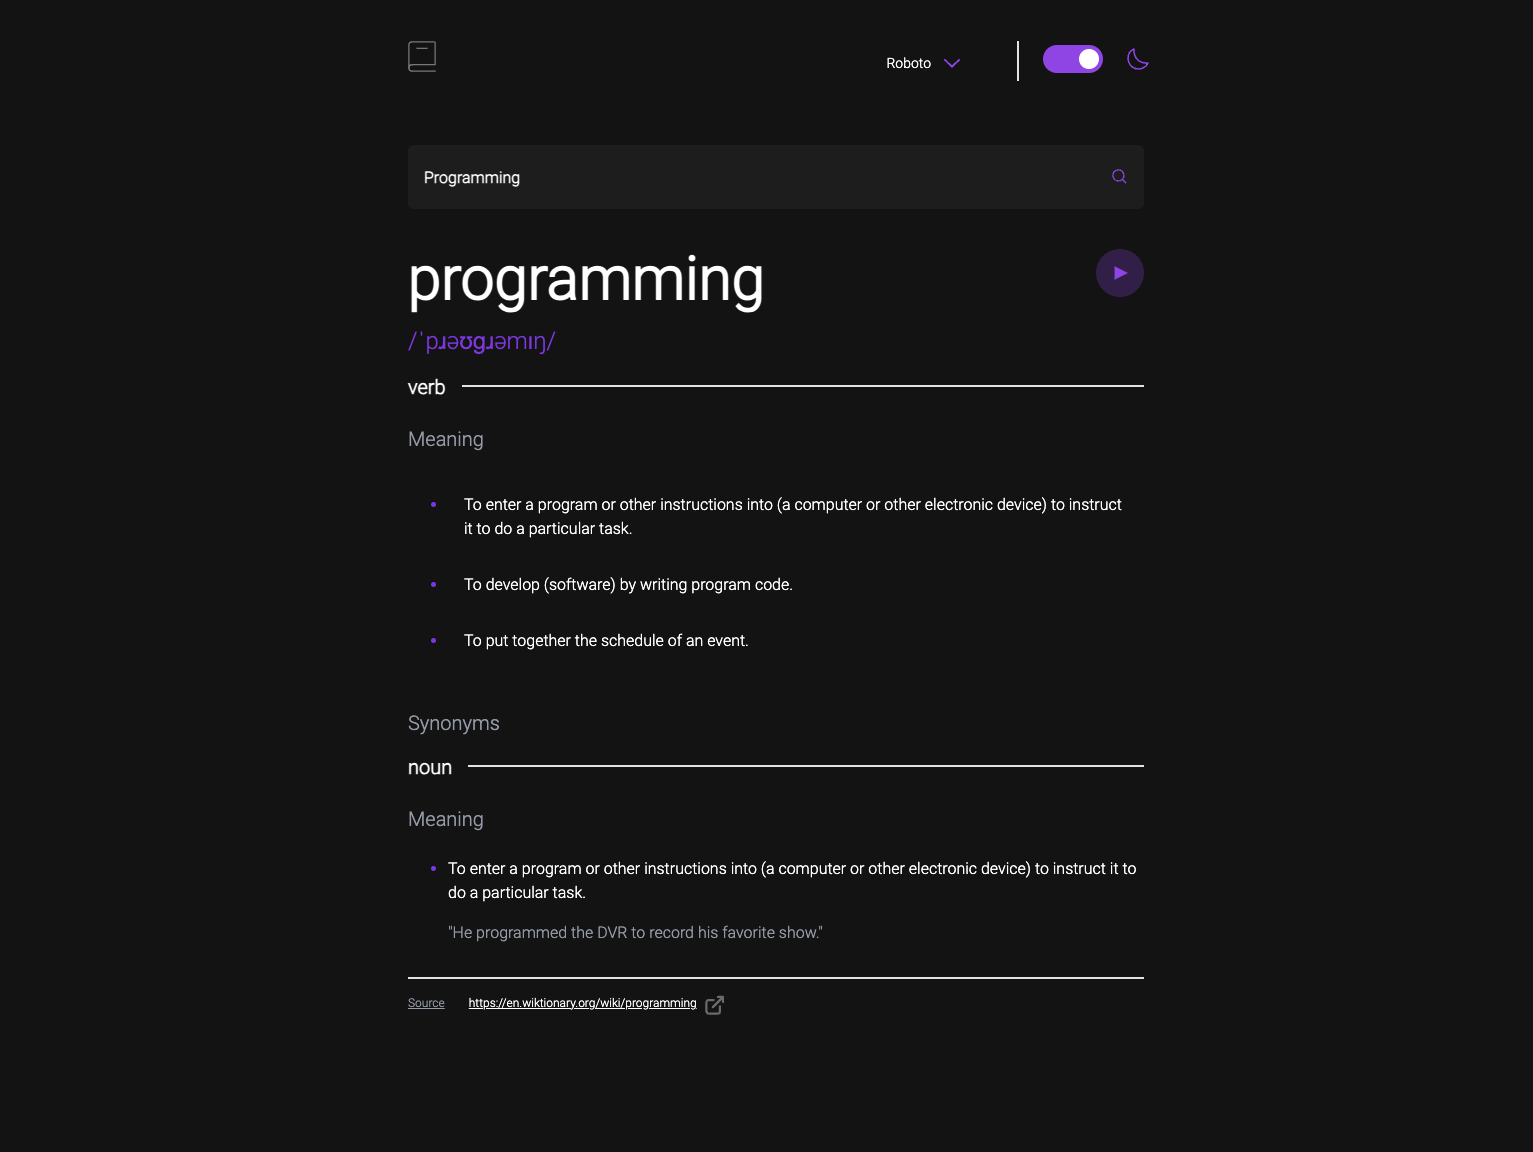 Roboto
Programming
programming
/ˈpɹəʊɡɹəmɪŋ/
verb
Meaning
To enter a program or other instructions into (a computer or other electronic device) to instruct
it to do a particular task.
To develop (software) by writing program code.
To put together the schedule of an event.
Synonyms
noun
Meaning
To enter a program or other instructions into (a computer or other electronic device) to instruct it to
do a particular task.
"He programmed the DVR to record his favorite show."
Source https://en.wiktionary.org/wiki/programming